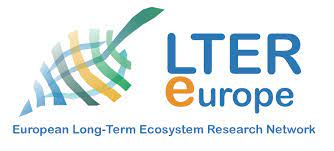 LTER
europe
European Long-Term Ecosystem Research Network